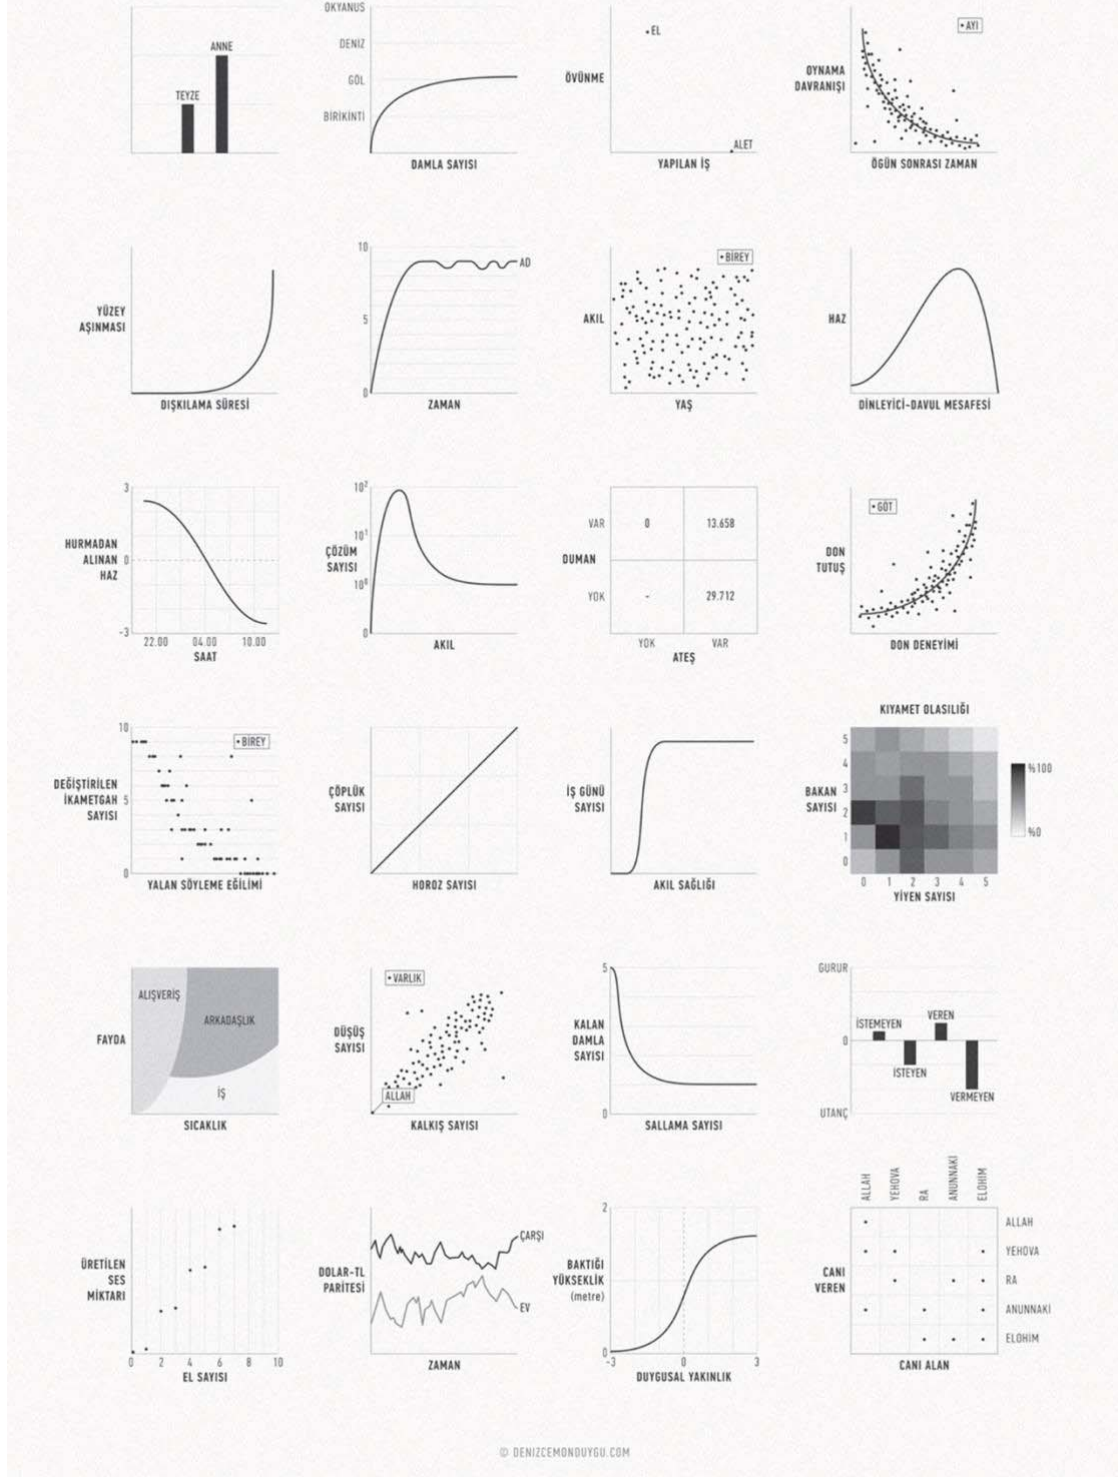 ANNE
TEYZE
OKYANUS
DENİZ
GÖL
BİRİKİNTİ
DAMLA SAYISI
ÖVÜNME
EL
ALET
YAPILAN İŞ
OYNAMA
DAVRANIŞI
AYI
ÖGÜN SONRASI ZAMAN
YÜZEY
AŞINMASI
DIŞKILAMA SÜRESİ
10
5
0
AD
ZAMAN
AKIL
BİREY
YAŞ
HAZ
DİNLEYİCİ-DAVUL MESAFESİ
HURMADAN
ALINAN
HAZ
3
0
-3
22.00 04.00 10.00
SAAT
ÇÖZÜM
SAYISI
10²
10¹
0
AKIL
DUMAN
VAR 0 13.658
YOK - 29.712
YOK VAR
ATEŞ
DON
TUTUŞ
GÖT
DON DENEYİMİ
DEĞİŞTİRİLEN
İKAMETGAH
SAYISI
10
5
0
BİREY
YALAN SÖYLEME EĞİLİMİ
ÇÖPLÜK
SAYISI
HOROZ SAYISI
İŞ GÜNÜ
SAYISI
AKIL SAĞLIĞI
KIYAMET OLASILIĞI
BAKAN
SAYISI
5
4
3
2
1
0
0 1 2 3 4 5
YİYEN SAYISI
%100
%0
FAYDA
ALIŞVERİŞ
ARKADAŞLIK
İŞ
SICAKLIK
DÜŞÜŞ
SAYISI
VARLIK
ALLAH
KALKIŞ SAYISI
KALAN
DAMLA
SAYISI
5
0
SALLAMA SAYISI
GURUR
0
UTANÇ
İSTEMEYEN
İSTEYEN
VEREN
VERMEYEN
ÜRETİLEN
SES
MİKTARI
0 2 4 6 8 10
EL SAYISI
DOLAR-TL
PARİTESİ
ÇARŞI
EV
ZAMAN
BAKTIĞI
YÜKSEKLİK
(metre)
2
0
-3 0 3
DUYGUSAL YAKINLIK
ALLAH YEHOVA RA ANUNNAKI ELOHİM
CANI
VEREN
ALLAH
YEHOVA
RA
ANUNNAKİ
ELOHİM
CANI ALAN
© DENIZCEMONDUYGU.COM